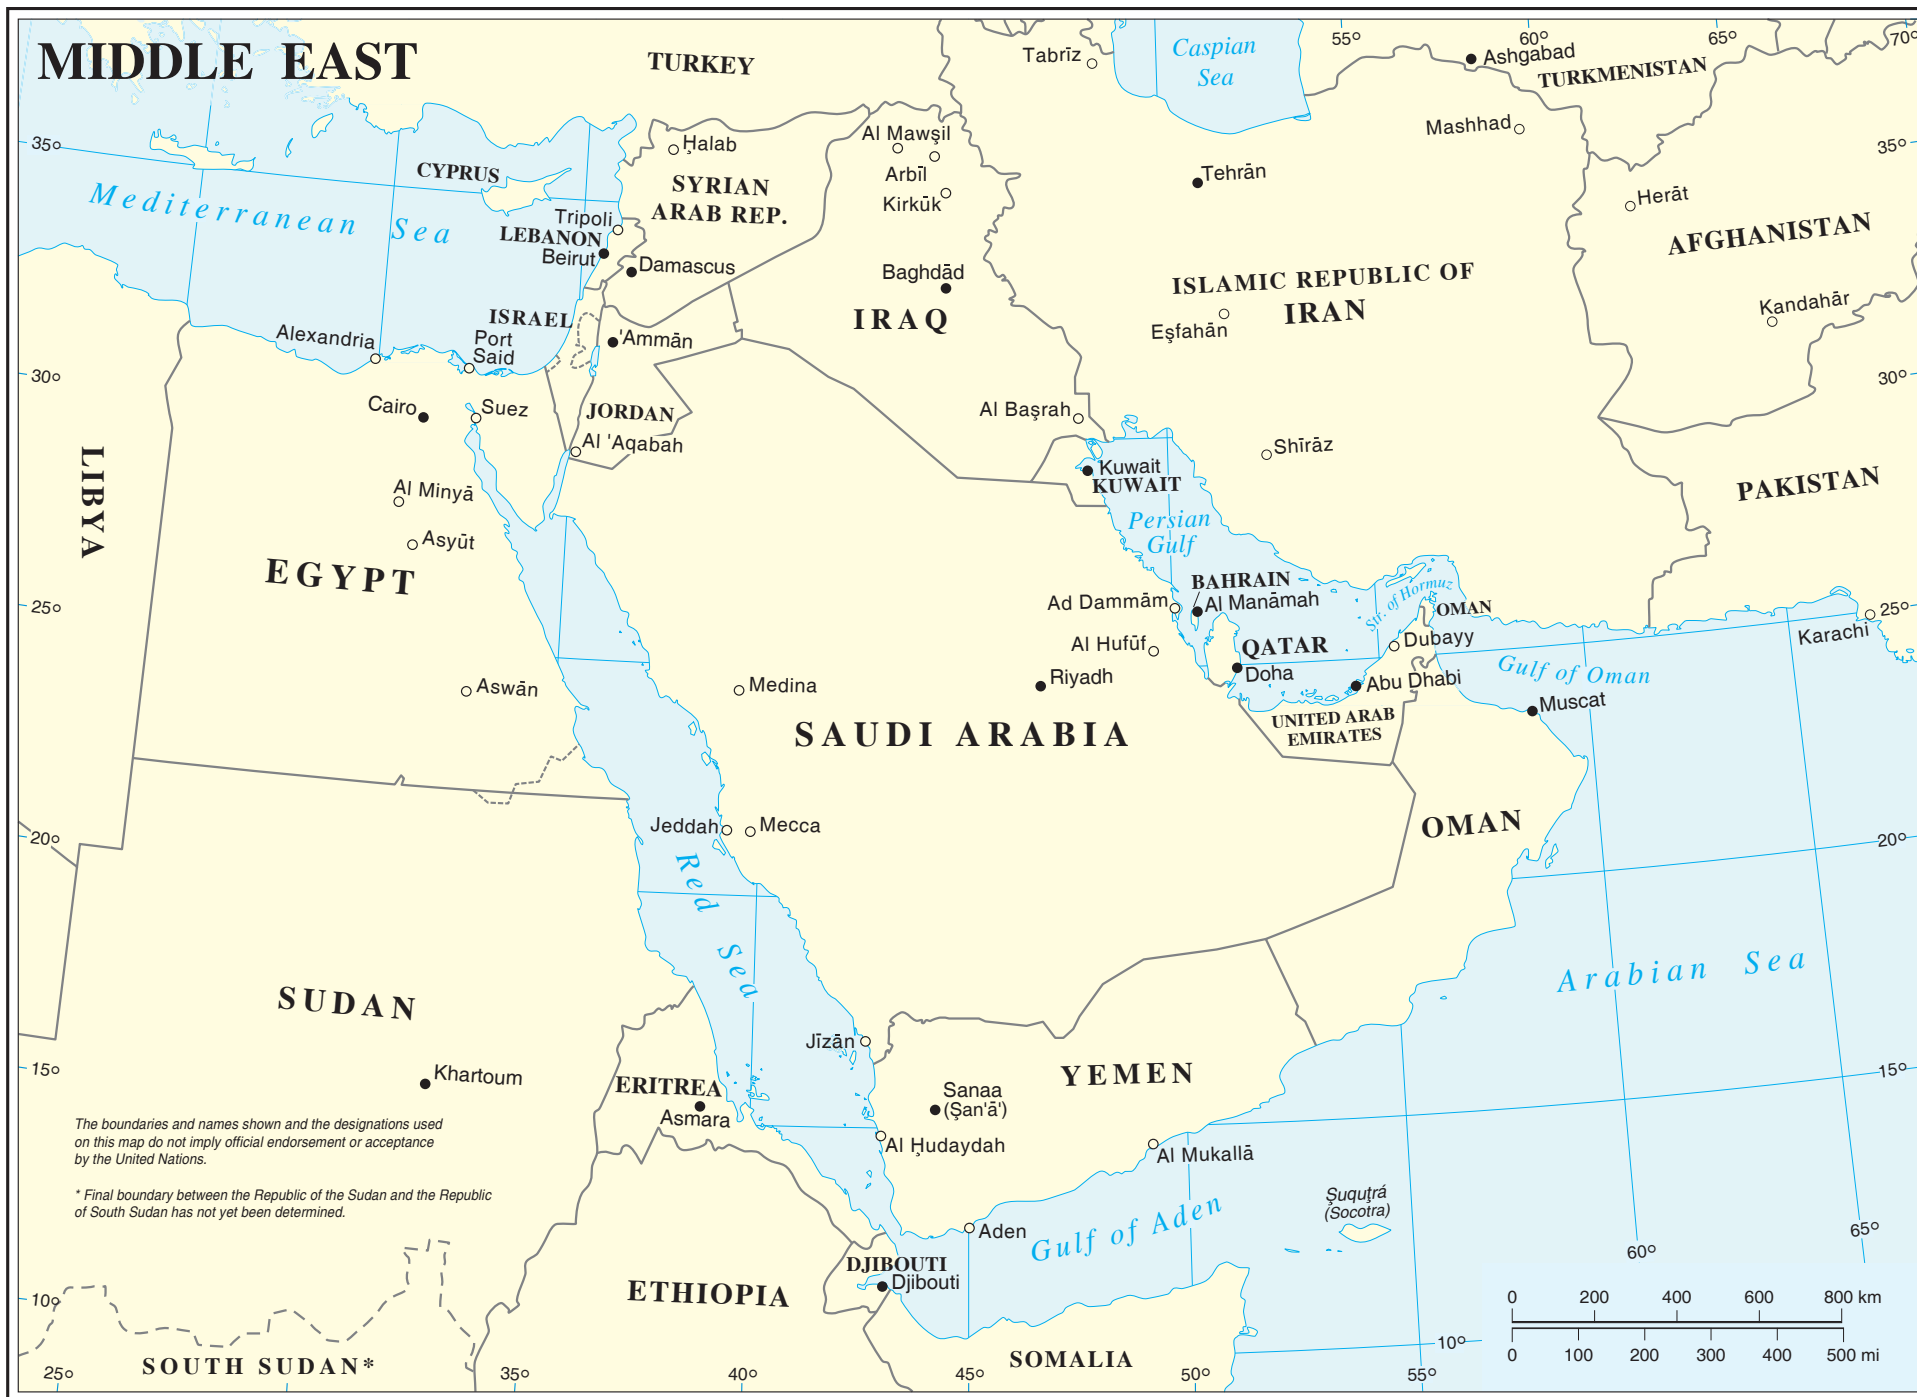 MIDDLE EAST
TURKEY
Tabrīz
Caspian
Sea
55°
60°
65°
70°
Ashgabad
TURKMENISTAN
Mashhad
35°
35°
Ḩalab
Al Mawşil
Arbīl
Kirkūk
Tehrān
Herāt
CYPRUS
SYRIAN
ARAB REP.
Mediterranean Sea
Tripoli
LEBANON
Beirut
Damascus
Baghdād
AFGHANISTAN
ISLAMIC REPUBLIC OF
IRAN
Kandahār
ISRAEL
IRAQ
Eşfahān
Alexandria
Port
Said
'Ammān
30°
30°
Cairo
Suez
JORDAN
Al 'Aqabah
Al Başrah
Shīrāz
LIBYA
Kuwait
KUWAIT
PAKISTAN
Al Minyā
Asyūt
Persian
Gulf
EGYPT
BAHRAIN
Al Manāmah
Str. of Hormuz
Ad Dammām
OMAN
25°
25°
Karachi
Al Hufūf
QATAR
Doha
Dubayy
Gulf of Oman
Aswān
Medina
Riyadh
Abu Dhabi
Muscat
SAUDI ARABIA
UNITED ARAB
EMIRATES
Jeddah
Mecca
OMAN
20°
20°
Red Sea
Arabian Sea
SUDAN
Jīzān
15°
15°
Khartoum
ERITREA
Asmara
YEMEN
Sanaa
(Şan'ā')
The boundaries and names shown and the designations used
on this map do not imply official endorsement or acceptance
by the United Nations.
Al Ḩudaydah
Al Mukallā
* Final boundary between the Republic of the Sudan and the Republic
of South Sudan has not yet been determined.
Şuquţrá
(Socotra)
Aden
Gulf of Aden
60°
65°
DJIBOUTI
Djibouti
ETHIOPIA
10°
10°
SOUTH SUDAN*
SOMALIA
25°
35°
40°
45°
50°
55°
0 200 400 600 800 km
0 100 200 300 400 500 mi